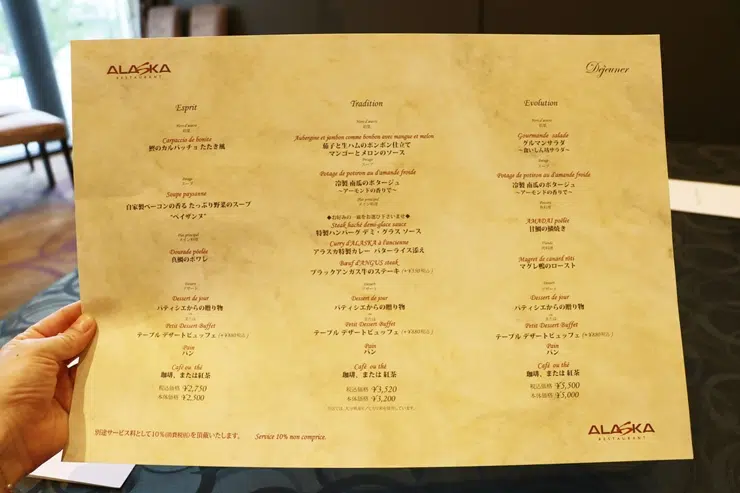 ALASKA
RESTAURANT
Déjeuner
Esprit
Hors d'œuvre
前菜
Carpaccio de bonite
鰹のカルパッチョ たたき風
Potage
スープ
Soupe paysanne
自家製ベーコンの香る たっぷり野菜のスープ
"ペイザンヌ"
Plat principal
メイン料理
Dourade pôelée
真鯛のポワレ
Dessert
デザート
Dessert de jour
パティシエからの贈り物
または
Petit Dessert Buffet
テーブル デザートビュッフェ
Pain
パン
Café ou thé
珈琲、または 紅茶
税込価格 ¥2,750
本体価格 ¥2,500
Tradition
Hors d'œuvre
前菜
Aubergine et jambon comme bonbon avec mangue et melon
茄子と生ハムのボンボン仕立て
マンゴーとメロンのソース
Potage
スープ
Potage de potiron au d'amande froide
冷製 南瓜のポタージュ
～アーモンドの香りで～
Plat principal
メイン料理
◆お好みの一品をお選び下さいませ◆
Steak haché demi-glass sauce
特製ハンバーグ デミ・グラス ソース
Curry d'ALASKA à l'ancienne
アラスカ特製カレー バターライス添え
Bœuf d'ANGUS steak
ブラックアンガス牛のステーキ
Dessert
デザート
Dessert de jour
パティシエからの贈り物
または
Petit Dessert Buffet
テーブル デザートビュッフェ
Pain
パン
Café ou thé
珈琲、または 紅茶
税込価格 ¥3,520
本体価格 ¥3,200
Evolution
Hors d'œuvre
前菜
Gourmande salade
グルマンサラダ
～食いしん坊サラダ～
Potage
スープ
Potage de potiron au d'amande froide
冷製 南瓜のポタージュ
～アーモンドの香りで～
Poisson
魚料理
AMADAI poêlée
甘鯛の鱗焼き
Viande
肉料理
Magret de canard rôti
マグレ鴨のロースト
Dessert
デザート
Dessert de jour
パティシエからの贈り物
または
Petit Dessert Buffet
テーブル デザートビュッフェ
Pain
パン
Café ou thé
珈琲、または 紅茶
税込価格 ¥5,500
本体価格 ¥5,000
別途サービス料として10%(消費税別)を頂戴いたします。 Service 10% non comprice.
ALASKA
RESTAURANT